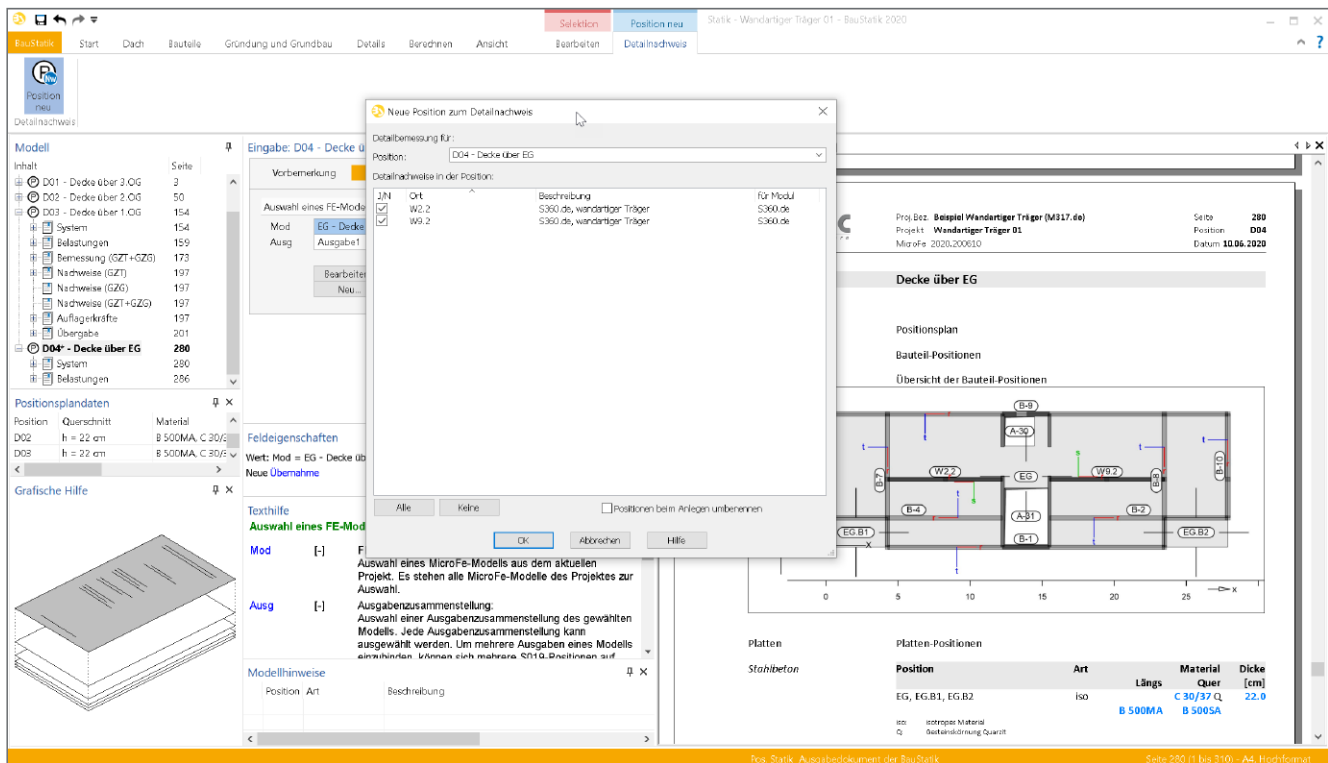 Selektion
Position neu
Statik - Wandartiger Träger 01 - BauStatik 2020
BauStatik
Start
Dach
Bauteile
Gründung und Grundbau
Details
Berechnen
Ansicht
Bearbeiten
Detailnachweis
Position
neu
Detailnachweis
Modell
Inhalt Seite
D01 - Decke über 3.OG 3
D02 - Decke über 2.OG 50
D03 - Decke über 1.OG 154
System 154
Belastungen 159
Bemessung (GZT+GZG) 173
Nachweise (GZT) 197
Nachweise (GZG) 197
Nachweise (GZT+GZG) 197
Auflagerkräfte 197
Übergabe 201
D04* - Decke über EG 280
System 280
Belastungen 286
Positionsplandaten
Position Querschnitt Material
D02 h = 22 cm B 500MA, C 30/3
D03 h = 22 cm B 500MA, C 30/3
Grafische Hilfe
Eingabe: D04 - Decke ü
Vorbemerkung
Auswahl eines FE-Mode
Mod EG - Decke
Ausg Ausgabe1
Bearbeiten
Neu...
Feldeigenschaften
Wert: Mod = EG - Decke üb
Neue Übernahme
Texthilfe
Auswahl eines FE-Mod
Mod [-] F
Auswahl eines MicroFe-Modells aus dem aktuellen
Projekt. Es stehen alle MicroFe-Modelle des Projektes zur
Auswahl.
Ausg [-] Ausgabenzusammenstellung:
Auswahl einer Ausgabenzusammenstellung des gewählten
Modells. Jede Ausgabenzusammenstellung kann
ausgewählt werden. Um mehrere Ausgaben eines Modells
einzubinden, können sich mehrere S019-Positionen auf
Modellhinweise
Position Art Beschreibung
Neue Position zum Detailnachweis
Detailbemessung für:
Position: D04 - Decke über EG
Detailnachweise in der Position:
J/N Ort Beschreibung für Modul
W2.2 S360.de, wandartiger Träger S360.de
W9.2 S360.de, wandartiger Träger S360.de
Alle
Keine
Positionen beim Anlegen umbenennen
OK
Abbrechen
Hilfe
C
Proj.Bez. Beispiel Wandartiger Träger (M317.de) Seite 280
Projekt Wandartiger Träger 01 Position D04
MicroFe 2020.200610 Datum 10.06.2020
Decke über EG
Positionsplan
Bauteil-Positionen
Übersicht der Bauteil-Positionen
B-9
A-30
t
t
t
t
s
W2.2
EG
W9.2
B-7
B-8
B-10
t
s
B-4
A-31
B-2
EG.B1
B-1
EG.B2
x
t
t
0 5 10 15 20 25 x
Platten Platten-Positionen
Stahlbeton
Position Art Material Dicke
Längs Quer [cm]
EG, EG.B1, EG.B2 iso C 30/37 Q 22.0
B 500MA B 500SA
iso: isotropes Material
Q: Gesteinskörnung Quarzit
Pos. Statik: Ausgabedokument der BauStatik
Seite 280 (1 bis 310) - A4, Hochformat